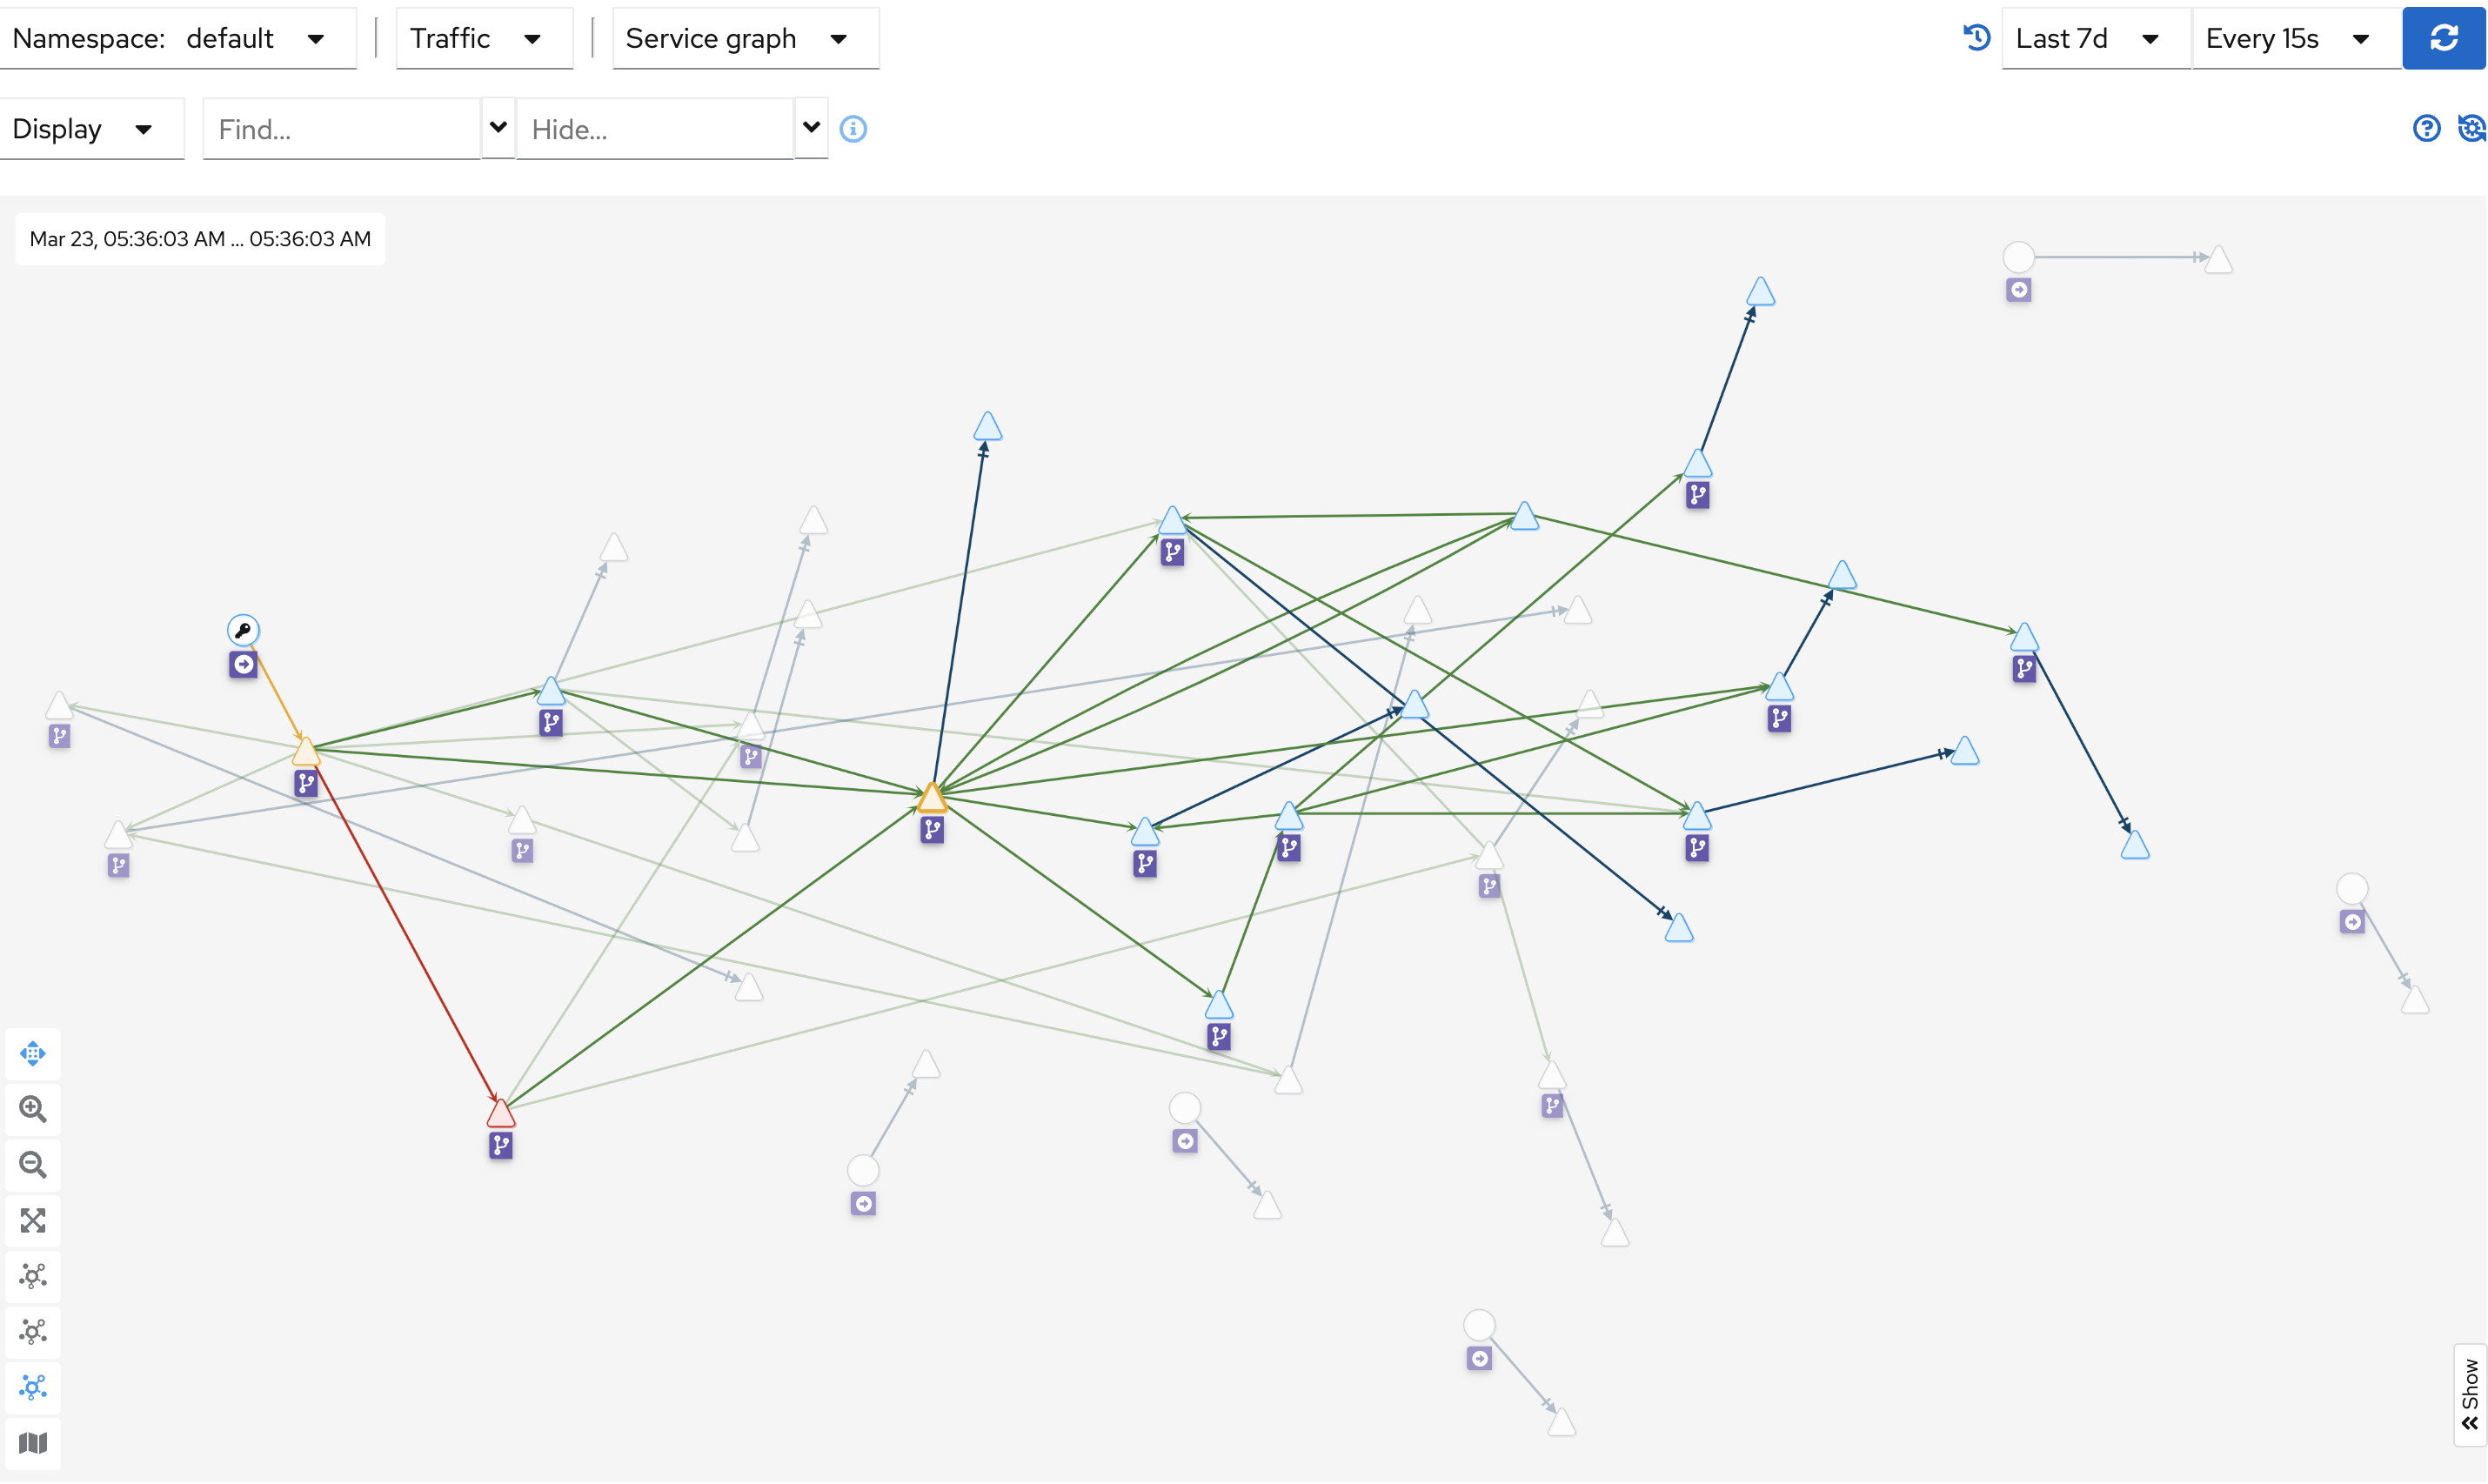 Namespace: default
Traffic
Service graph
Last 7d
Every 15s
Display
Find...
Hide...
Mar 23, 05:36:03 AM ... 05:36:03 AM
Show